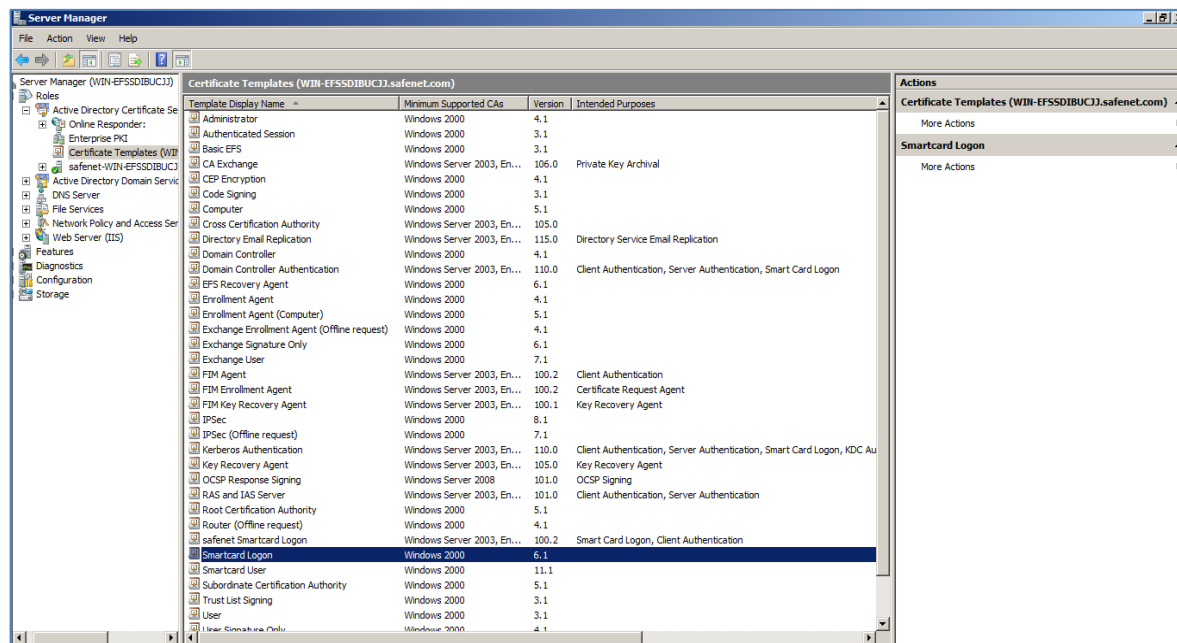 Server Manager
File Action View Help
Server Manager (WIN-EFSSDIBUCJJ)
Roles
Active Directory Certificate Se
Online Responder:
Enterprise PKI
Certificate Templates (WIN
safenet-WIN-EFSSDIBUCJ
Active Directory Domain Servic
DNS Server
File Services
Network Policy and Access Ser
Web Server (IIS)
Features
Diagnostics
Configuration
Storage
Certificate Templates (WIN-EFSSDIBUCJJ.safenet.com)
Template Display Name Minimum Supported CAs Version Intended Purposes
Administrator Windows 2000 4.1
Authenticated Session Windows 2000 3.1
Basic EFS Windows 2000 3.1
CA Exchange Windows Server 2003, En... 106.0 Private Key Archival
CEP Encryption Windows 2000 4.1
Code Signing Windows 2000 3.1
Computer Windows 2000 5.1
Cross Certification Authority Windows Server 2003, En... 105.0
Directory Email Replication Windows Server 2003, En... 115.0 Directory Service Email Replication
Domain Controller Windows 2000 4.1
Domain Controller Authentication Windows Server 2003, En... 110.0 Client Authentication, Server Authentication, Smart Card Logon
EFS Recovery Agent Windows 2000 6.1
Enrollment Agent Windows 2000 4.1
Enrollment Agent (Computer) Windows 2000 5.1
Exchange Enrollment Agent (Offline request) Windows 2000 4.1
Exchange Signature Only Windows 2000 6.1
Exchange User Windows 2000 7.1
FIM Agent Windows Server 2003, En... 100.2 Client Authentication
FIM Enrollment Agent Windows Server 2003, En... 100.2 Certificate Request Agent
FIM Key Recovery Agent Windows Server 2003, En... 100.1 Key Recovery Agent
IPSec Windows 2000 8.1
IPSec (Offline request) Windows 2000 7.1
Kerberos Authentication Windows Server 2003, En... 110.0 Client Authentication, Server Authentication, Smart Card Logon, KDC Au
Key Recovery Agent Windows Server 2003, En... 105.0 Key Recovery Agent
OCSP Response Signing Windows Server 2008 101.0 OCSP Signing
RAS and IAS Server Windows Server 2003, En... 101.0 Client Authentication, Server Authentication
Root Certification Authority Windows 2000 5.1
Router (Offline request) Windows 2000 4.1
safenet Smartcard Logon Windows Server 2003, En... 100.2 Smart Card Logon, Client Authentication
Smartcard Logon Windows 2000 6.1
Smartcard User Windows 2000 11.1
Subordinate Certification Authority Windows 2000 5.1
Trust List Signing Windows 2000 3.1
User Windows 2000 3.1
User Signature Only Windows 2000 4.1
Actions
Certificate Templates (WIN-EFSSDIBUCJJ.safenet.com)
More Actions
Smartcard Logon
More Actions